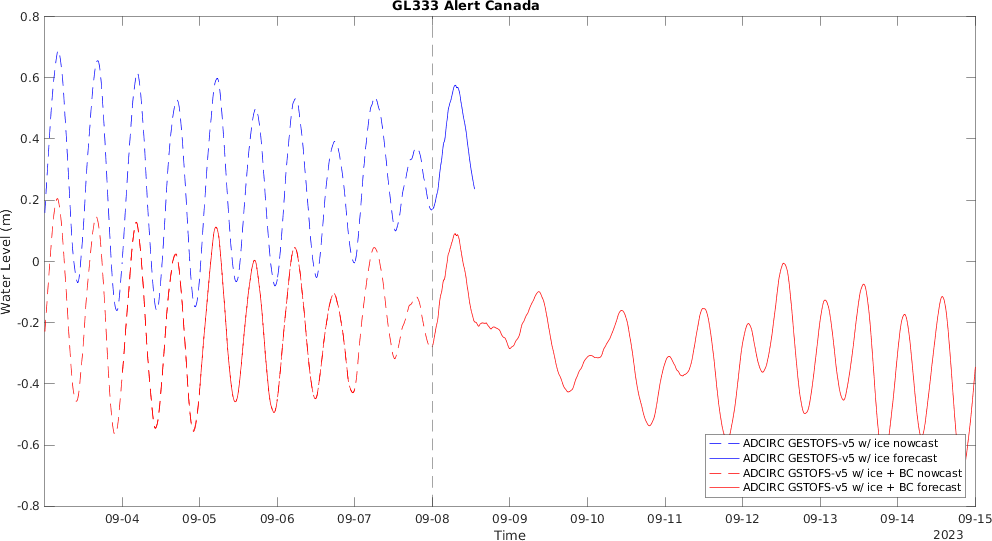 GL333 Alert Canada
Water Level (m)
0.8
0.6
0.4
0.2
0
-0.2
-0.4
-0.6
-0.8
ADCIRC GESTOFS-v5 w/ ice nowcast
ADCIRC GESTOFS-v5 w/ ice forecast
ADCIRC GSTOFS-v5 w/ ice + BC nowcast
ADCIRC GSTOFS-v5 w/ ice + BC forecast
09-04 09-05 09-06 09-07 09-08 09-09 09-10 09-11 09-12 09-13 09-14 09-15
Time
2023